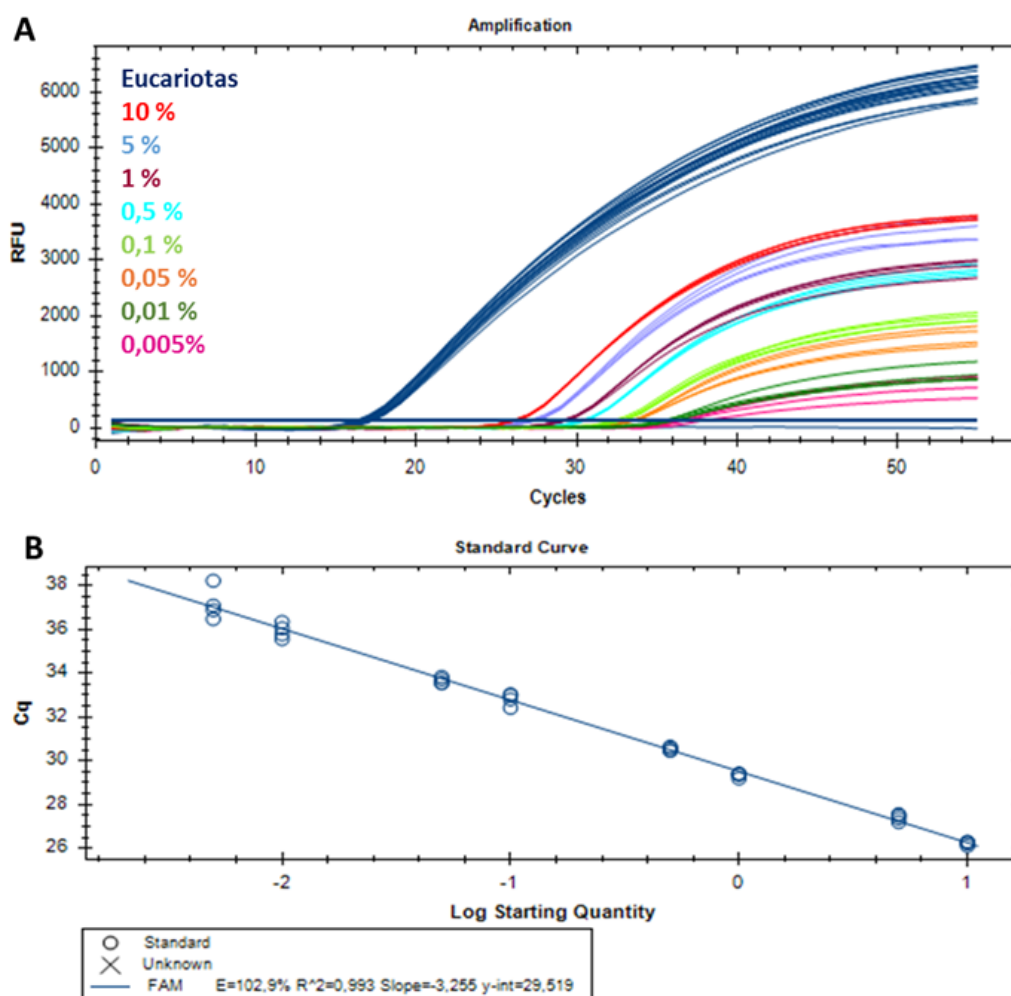 A
Amplification
Eucariotas
10 %
5 %
1 %
0,5 %
0,1 %
0,05 %
0,01 %
0,005%
RFU
6000
5000
4000
3000
2000
1000
0
0 10 20 30 40 50
Cycles
B
Standard Curve
Cq
38
36
34
32
30
28
26
-2 -1 0 1
Log Starting Quantity
Standard
Unknown
FAM E=102,9% R^2=0,993 Slope=-3,255 y-int=29,519